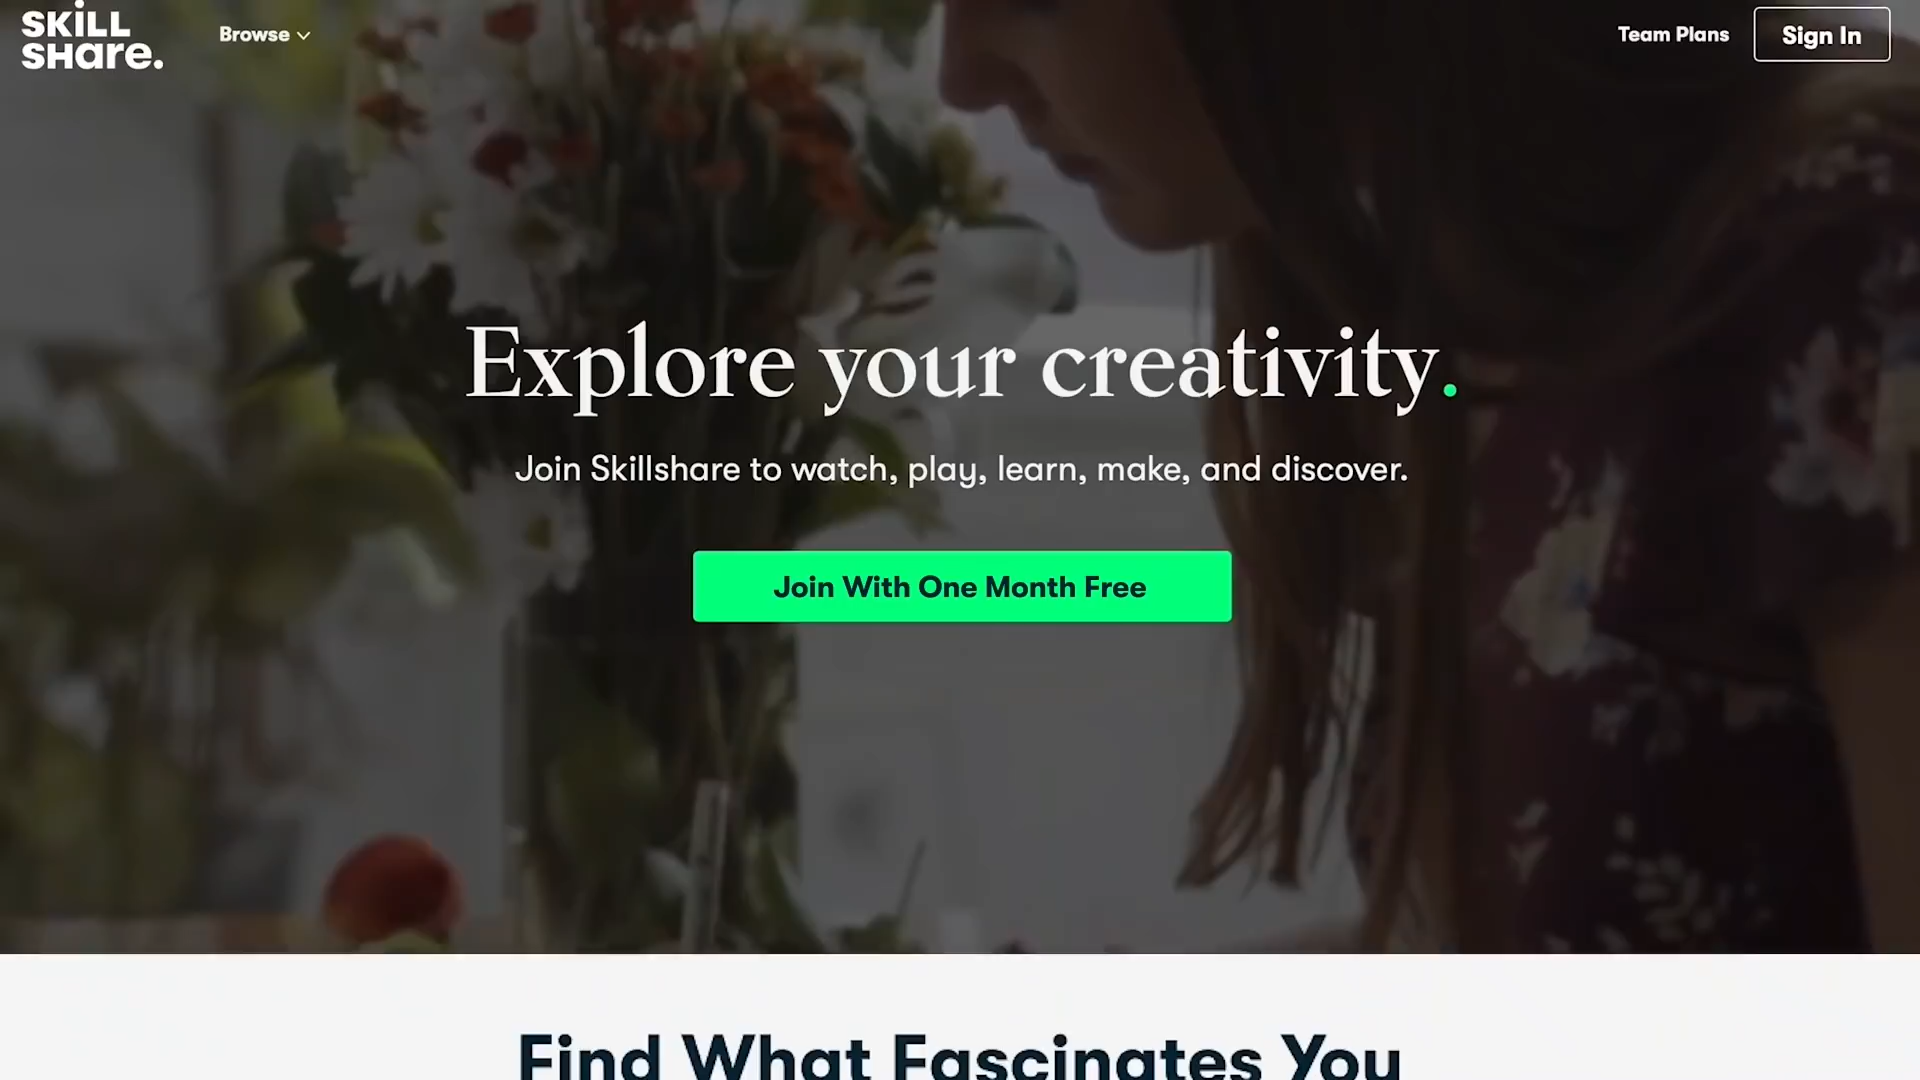 SKiLL
SHare.
Browse
Team Plans
Sign In
Explore your creativity.
Join Skillshare to watch, play, learn, make, and discover.
Join With One Month Free
Find What Fascinates You